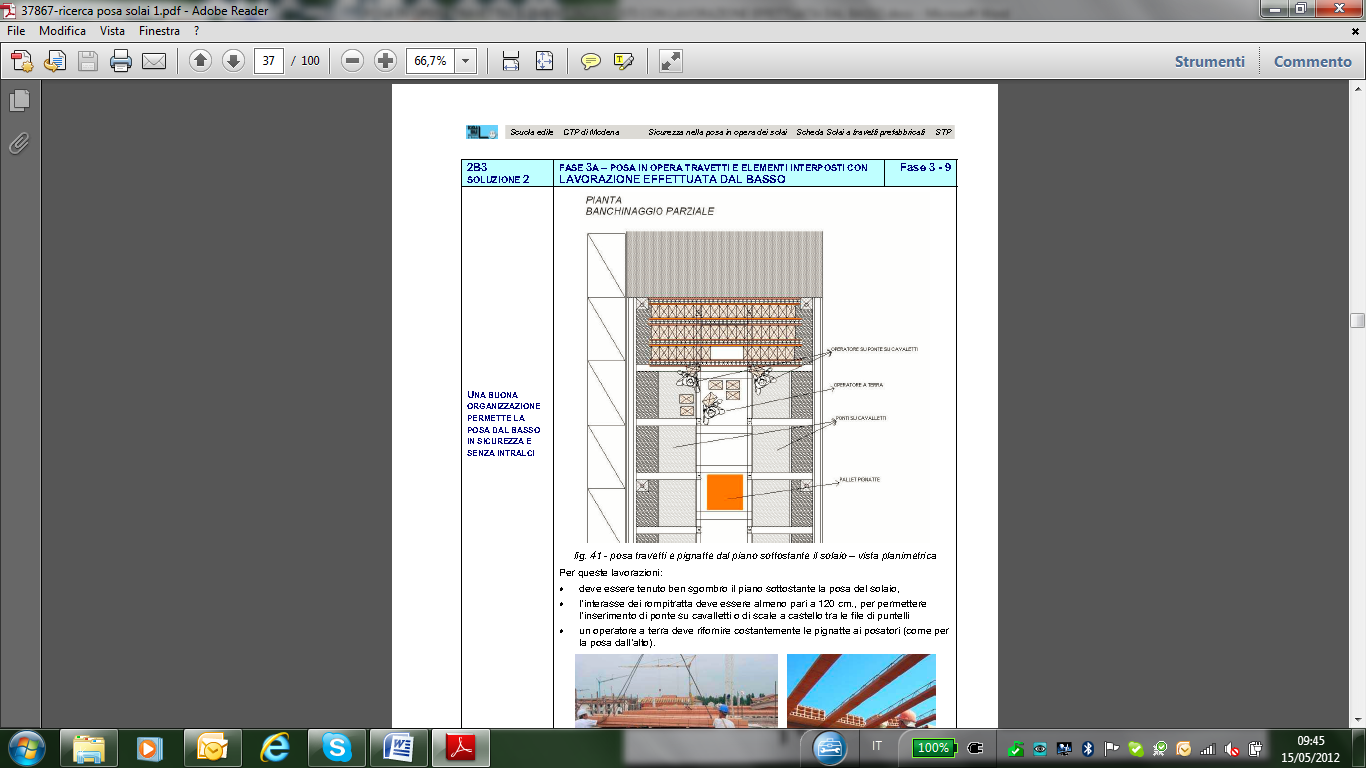 37867-ricerca posa solai 1.pdf - Adobe Reader
File Modifica Vista Finestra ?
37 / 100 66,7% Strumenti Commento
Scuola edile CTP di Modena Sicurezza nella posa in opera dei solai Scheda Solai a travetti prefabbricati STP
2B3
SOLUZIONE 2
FASE 3A – POSA IN OPERA TRAVETTI E ELEMENTI INTERPOSTI CON
LAVORAZIONE EFFETTUATA DAL BASSO
Fase 3 - 9
UNA BUONA
ORGANIZZAZIONE
PERMETTE LA
POSA DAL BASSO
IN SICUREZZA E
SENZA INTRALCI
PIANTA
BANCHINAGGIO PARZIALE
OPERATORE SU PONTE SU CAVALETTI
OPERATORE A TERRA
PONTI SU CAVALLETTI
PALLET PIGNATTE
fig. 41 - posa travetti e pignatte dal piano sottostante il solaio – vista planimetrica
Per queste lavorazioni:
• deve essere tenuto ben sgombro il piano sottostante la posa del solaio,
• l'interasse dei rompitratta deve essere almeno pari a 120 cm., per permettere
l'inserimento di ponte su cavalletti o di scale a castello tra le file di puntelli
• un operatore a terra deve rifornire costantemente le pignatte ai posatori (come per
la posa dall'alto).
IT 100% 09:45
15/05/2012